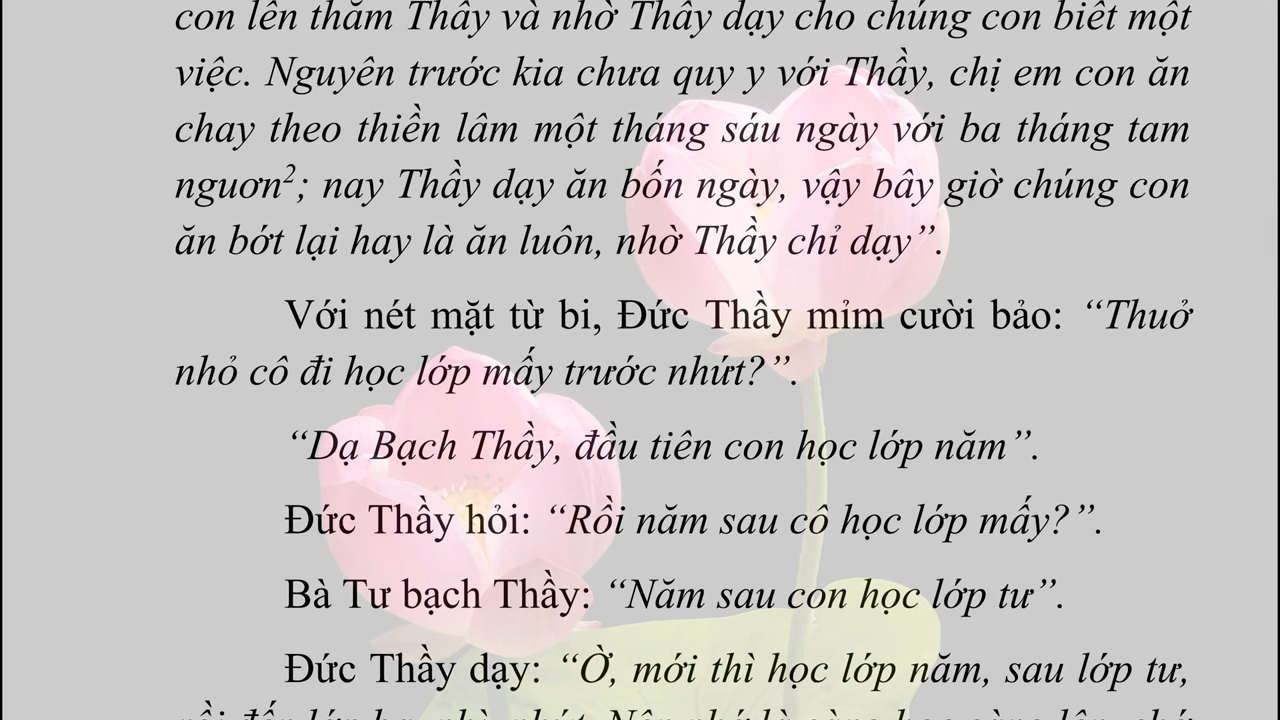 con lên thăm Thầy và nhờ Thầy dạy cho chúng con biết một
việc. Nguyên trước kia chưa quy y với Thầy, chị em con ăn
chay theo thiền lâm một tháng sáu ngày với ba tháng tam
nguơn²; nay Thầy dạy ăn bốn ngày, vậy bây giờ chúng con
ăn bớt lại hay là ăn luôn, nhờ Thầy chỉ dạy”.
Với nét mặt từ bi, Đức Thầy mỉm cười bảo: “Thuở
nhỏ cô đi học lớp mấy trước nhứt?”.
“Dạ Bạch Thầy, đầu tiên con học lớp năm”.
Đức Thầy hỏi: “Rồi năm sau cô học lớp mấy?”.
Bà Tư bạch Thầy: “Năm sau con học lớp tư”.
Đức Thầy dạy: “Ờ, mới thì học lớp năm, sau lớp tư,